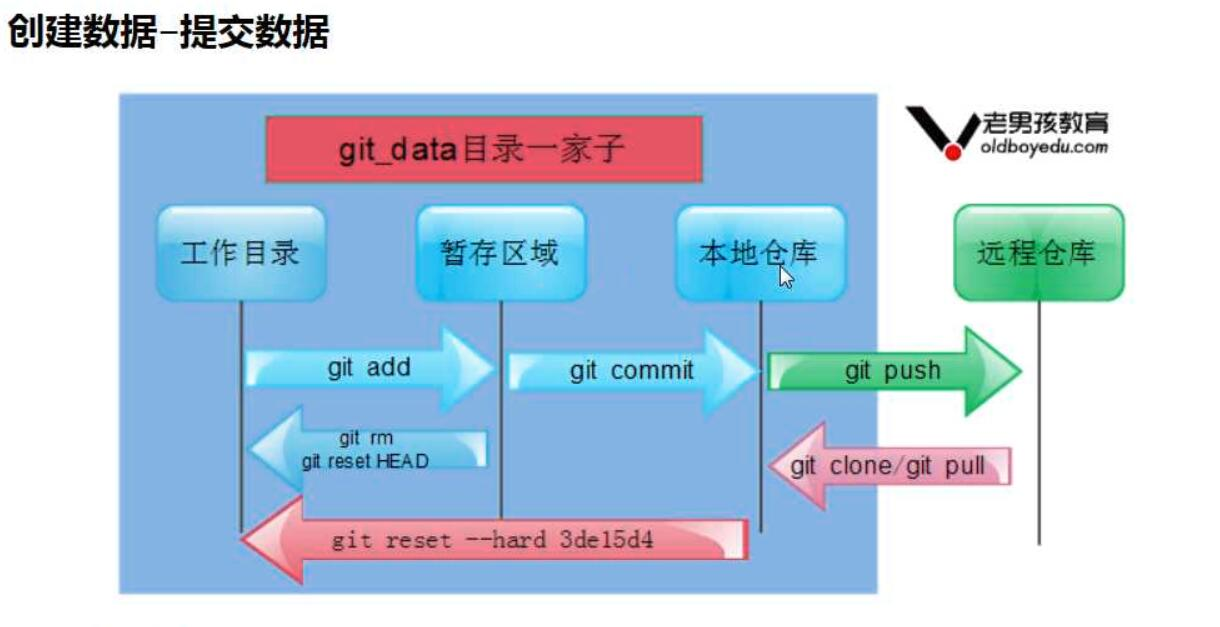 创建数据-提交数据
git_data目录一家子
老男孩教育
oldboyedu.com
工作目录
暂存区域
本地仓库
远程仓库
git add
git commit
git push
git rm
git reset HEAD
git clone/git pull
git reset --hard 3de15d4